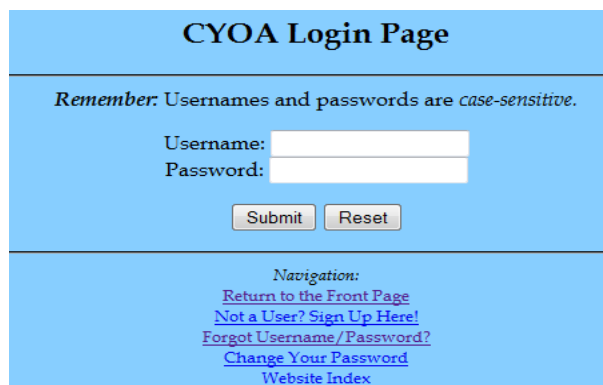 CYOA Login Page
Remember: Usernames and passwords are case-sensitive.
Username:
Password:
Submit Reset
Navigation:
Return to the Front Page
Not a User? Sign Up Here!
Forgot Username/Password?
Change Your Password
Website Index